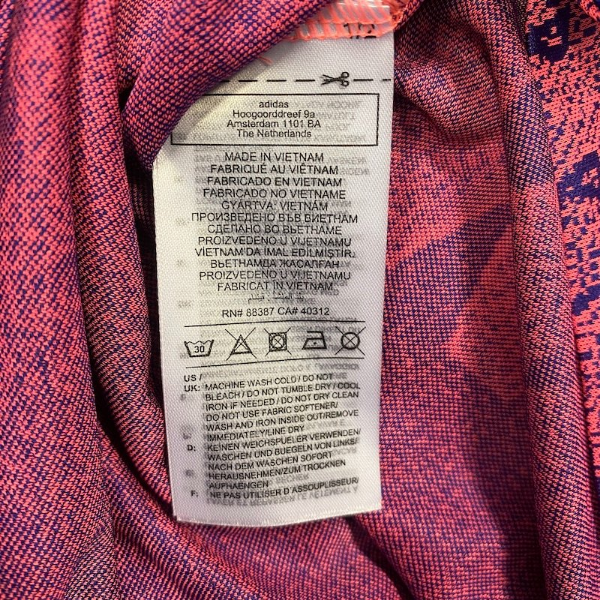 1/2
adidas
Hoogoorddreef 9a
Amsterdam 1101 BA
The Netherlands
MADE IN VIETNAM
FABRIQUÉ AU VIÊTNAM
FABRICADO EN VIETNAM
FABRICADO NO VIETNAME
GYÁRTVA: VIETNÁM
ПРОИЗВЕДЕНО ВЪВ ВИЕТНАМ
СДЕЛАНО ВО ВЬЕТНАМЕ
PROIZVEDENO U VIJETNAMU
VIETNAM'DA İMAL EDİLMİŞTİR.
ВЬЕТНАМДА ЖАСАЛҒАН
PROIZVEDENO U VIJETNAMU
FABRICAT ÎN VIETNAM
RN# 88387 CA# 40312
30
US /
UK: MACHINE WASH COLD / DO NOT
BLEACH / DO NOT TUMBLE DRY / COOL
IRON IF NEEDED / DO NOT DRY CLEAN
DO NOT USE FABRIC SOFTENER/
WASH AND IRON INSIDE OUT/REMOVE
IMMEDIATELY/LINE DRY
D: KEINEN WEICHSPUELER VERWENDEN/
WASCHEN UND BUEGELN VON LINKS/
NACH DEM WASCHEN SOFORT
HERAUSNEHMEN/ZUM TROCKNEN
AUFHAENGEN
F: NE PAS UTILISER D'ASSOUPLISSEUR/